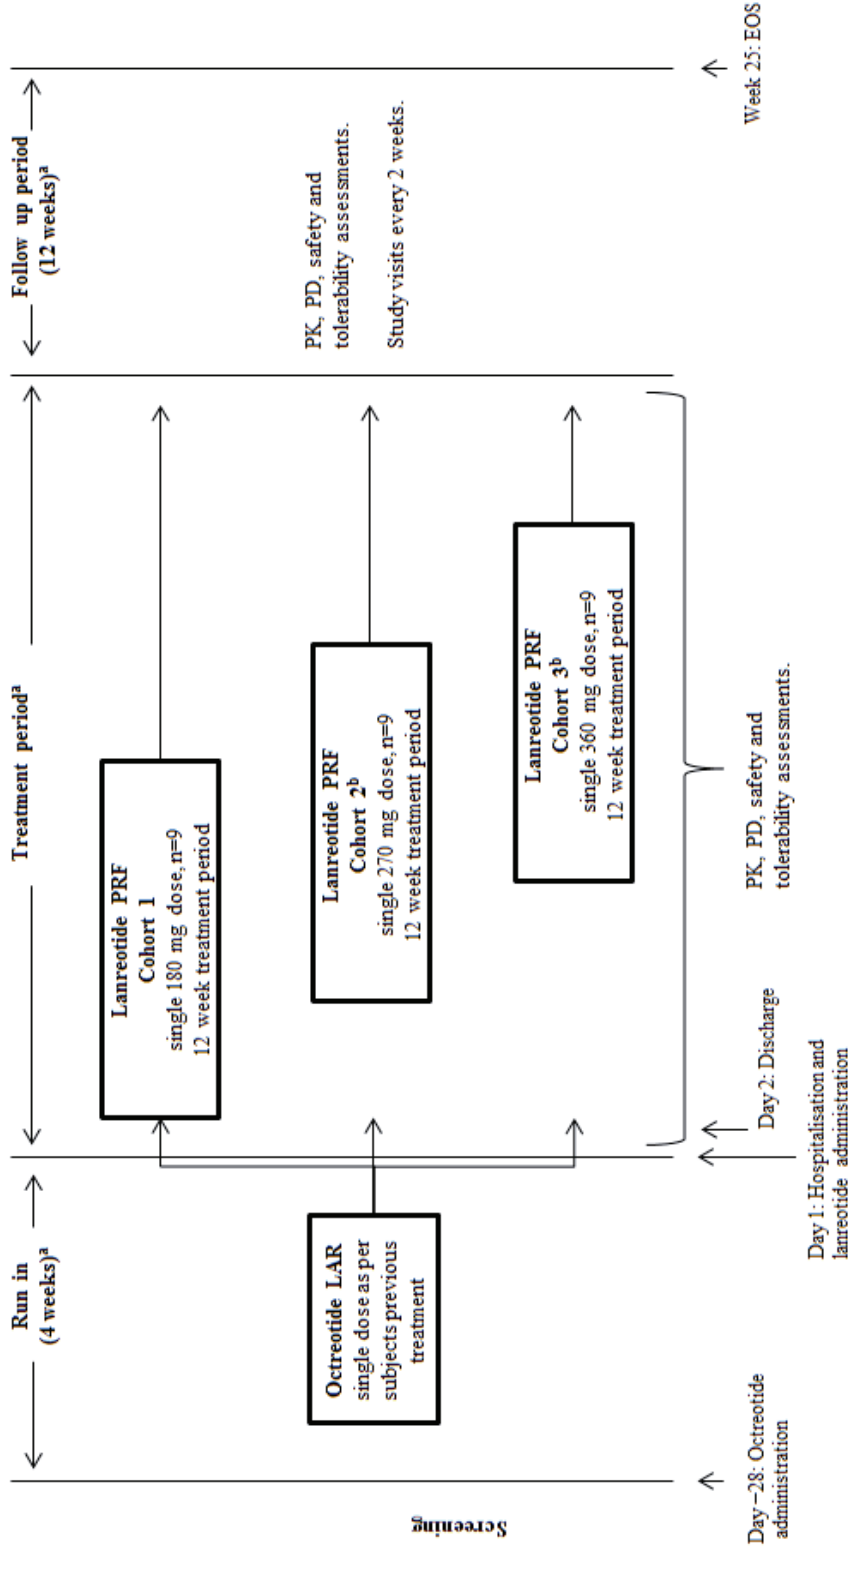 Screening
Run in
(4 weeks)ᵃ
Treatment periodᵃ
Follow up period
(12 weeks)ᵃ
Octreotide LAR
single dose as per
subjects previous
treatment
Lanreotide PRF
Cohort 1
single 180 mg dose, n=9
12 week treatment period
Lanreotide PRF
Cohort 2ᵇ
single 270 mg dose, n=9
12 week treatment period
Lanreotide PRF
Cohort 3ᵇ
single 360 mg dose, n=9
12 week treatment period
PK, PD, safety and
tolerability assessments.
Study visits every 2 weeks.
Day −28: Octreotide
administration
Day 1: Hospitalisation and
lanreotide administration
Day 2: Discharge
PK, PD, safety and
tolerability assessments.
Week 25: EOS